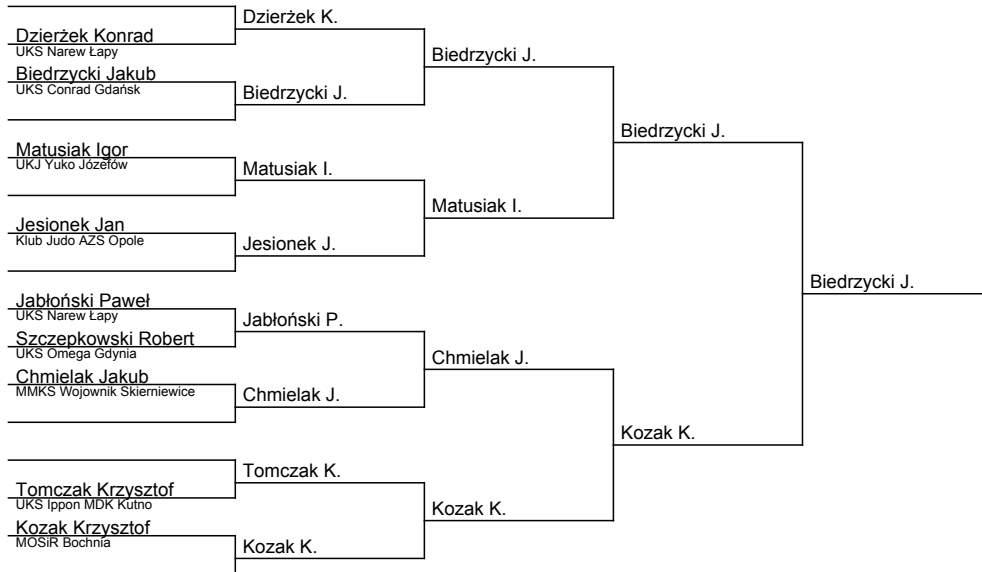 Dzierżek K.
Dzierżek Konrad
UKS Narew Łapy
Biedrzycki J.
Biedrzycki Jakub
UKS Conrad Gdańsk
Biedrzycki J.
Biedrzycki J.
Matusiak Igor
UKJ Yuko Józefów
Matusiak I.
Matusiak I.
Jesionek Jan
Klub Judo AZS Opole
Jesionek J.
Biedrzycki J.
Jabłoński Paweł
UKS Narew Łapy
Jabłoński P.
Szczepkowski Robert
UKS Omega Gdynia
Chmielak J.
Chmielak Jakub
MMKS Wojownik Skierniewice
Chmielak J.
Kozak K.
Tomczak K.
Tomczak Krzysztof
UKS Ippon MDK Kutno
Kozak K.
Kozak Krzysztof
MOSiR Bochnia
Kozak K.